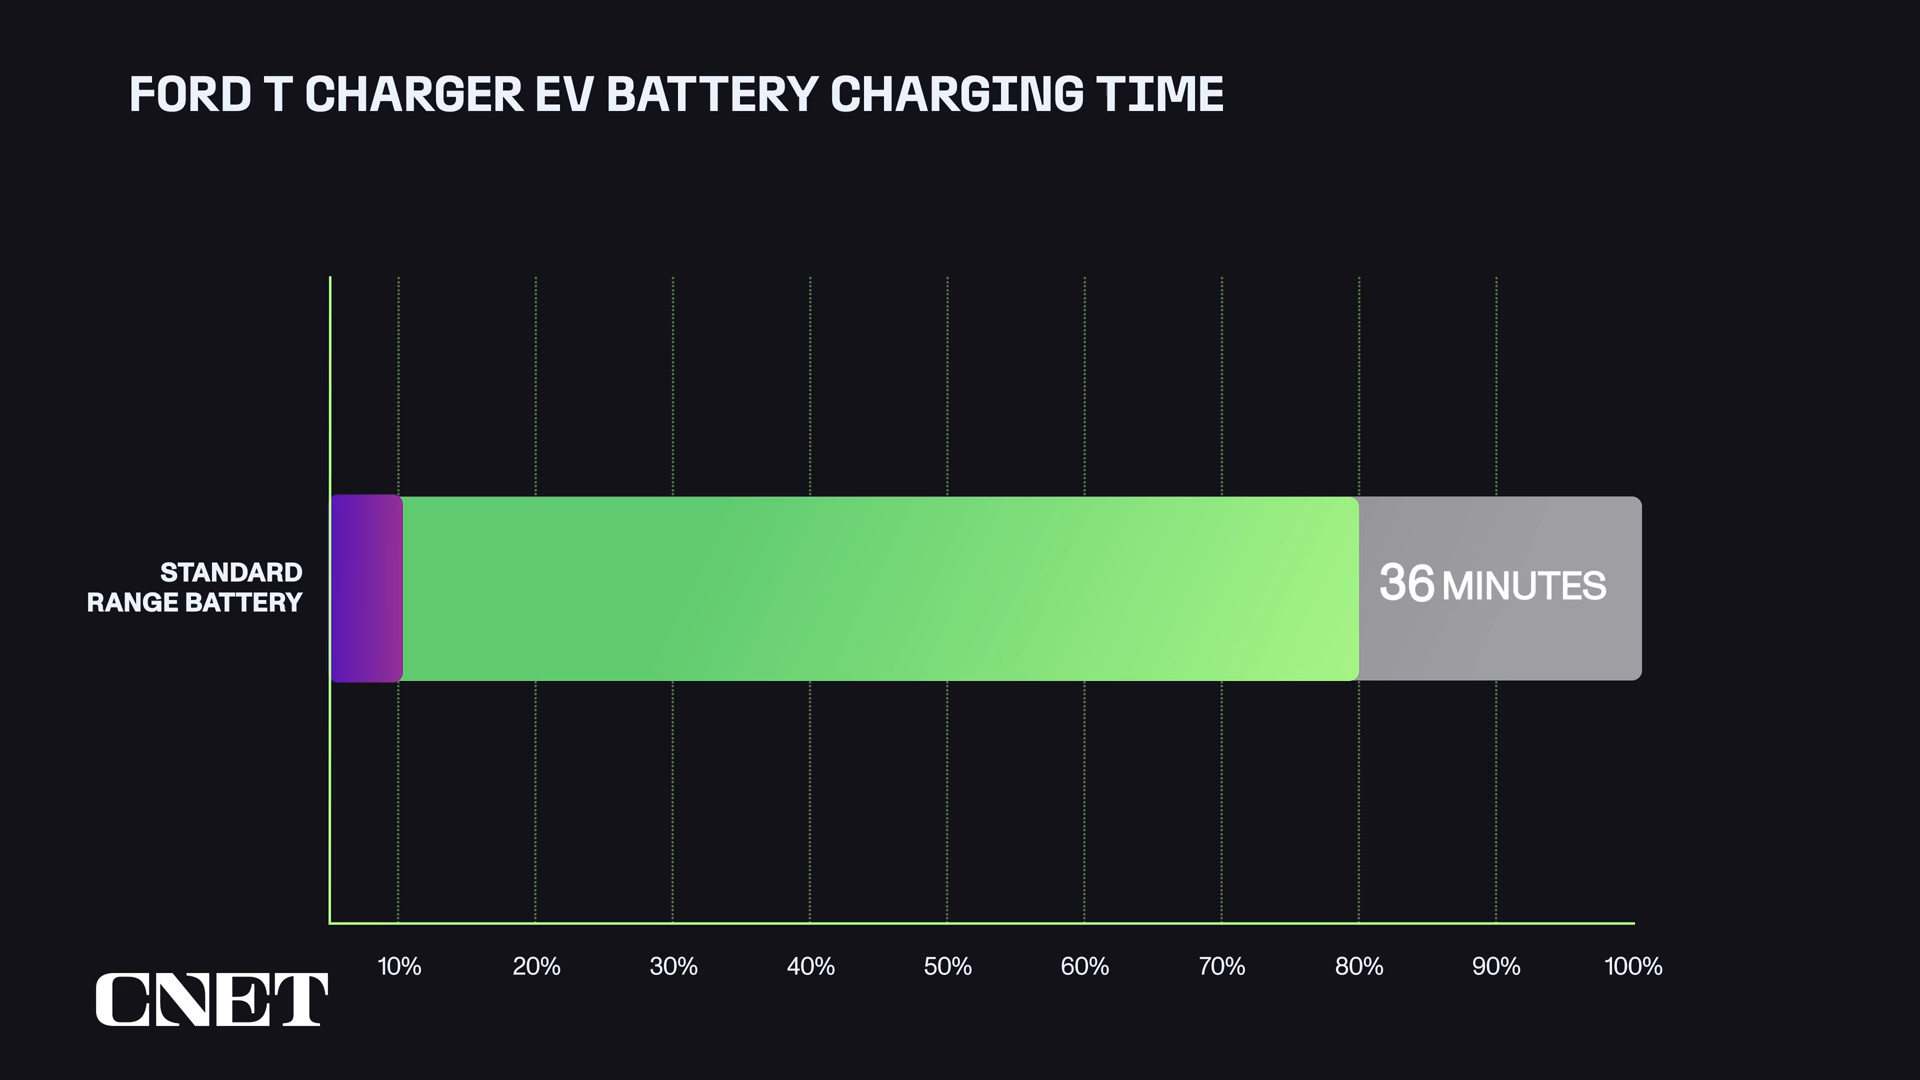 FORD T CHARGER EV BATTERY CHARGING TIME
STANDARD
RANGE BATTERY
36 MINUTES
10% 20% 30% 40% 50% 60% 70% 80% 90% 100%
CNET